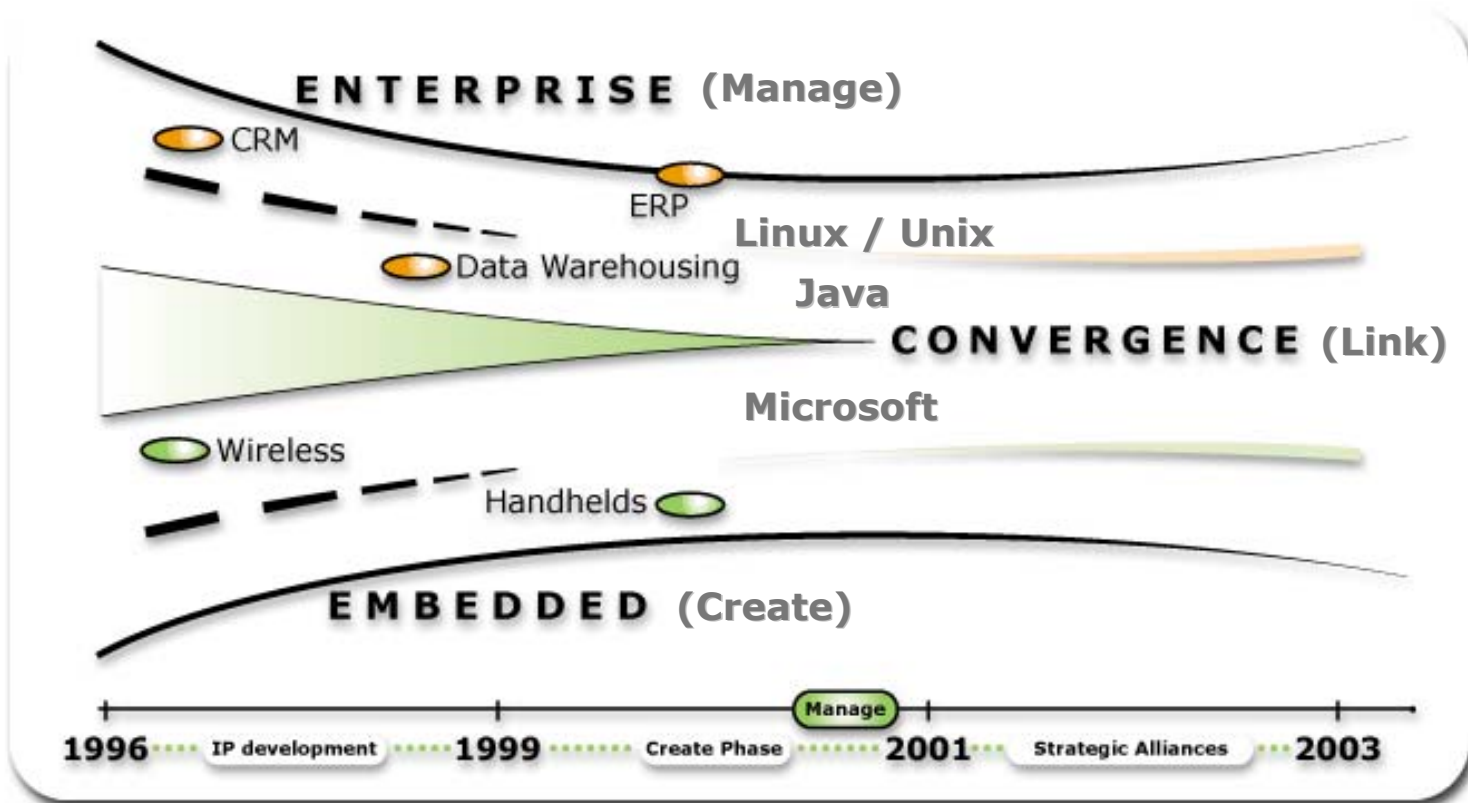 ENTERPRISE (Manage)
CRM
ERP
Linux / Unix
Data Warehousing
Java
CONVERGENCE (Link)
Microsoft
Wireless
Handhelds
EMBEDDED (Create)
Manage
1996 IP development 1999 Create Phase 2001 Strategic Alliances 2003